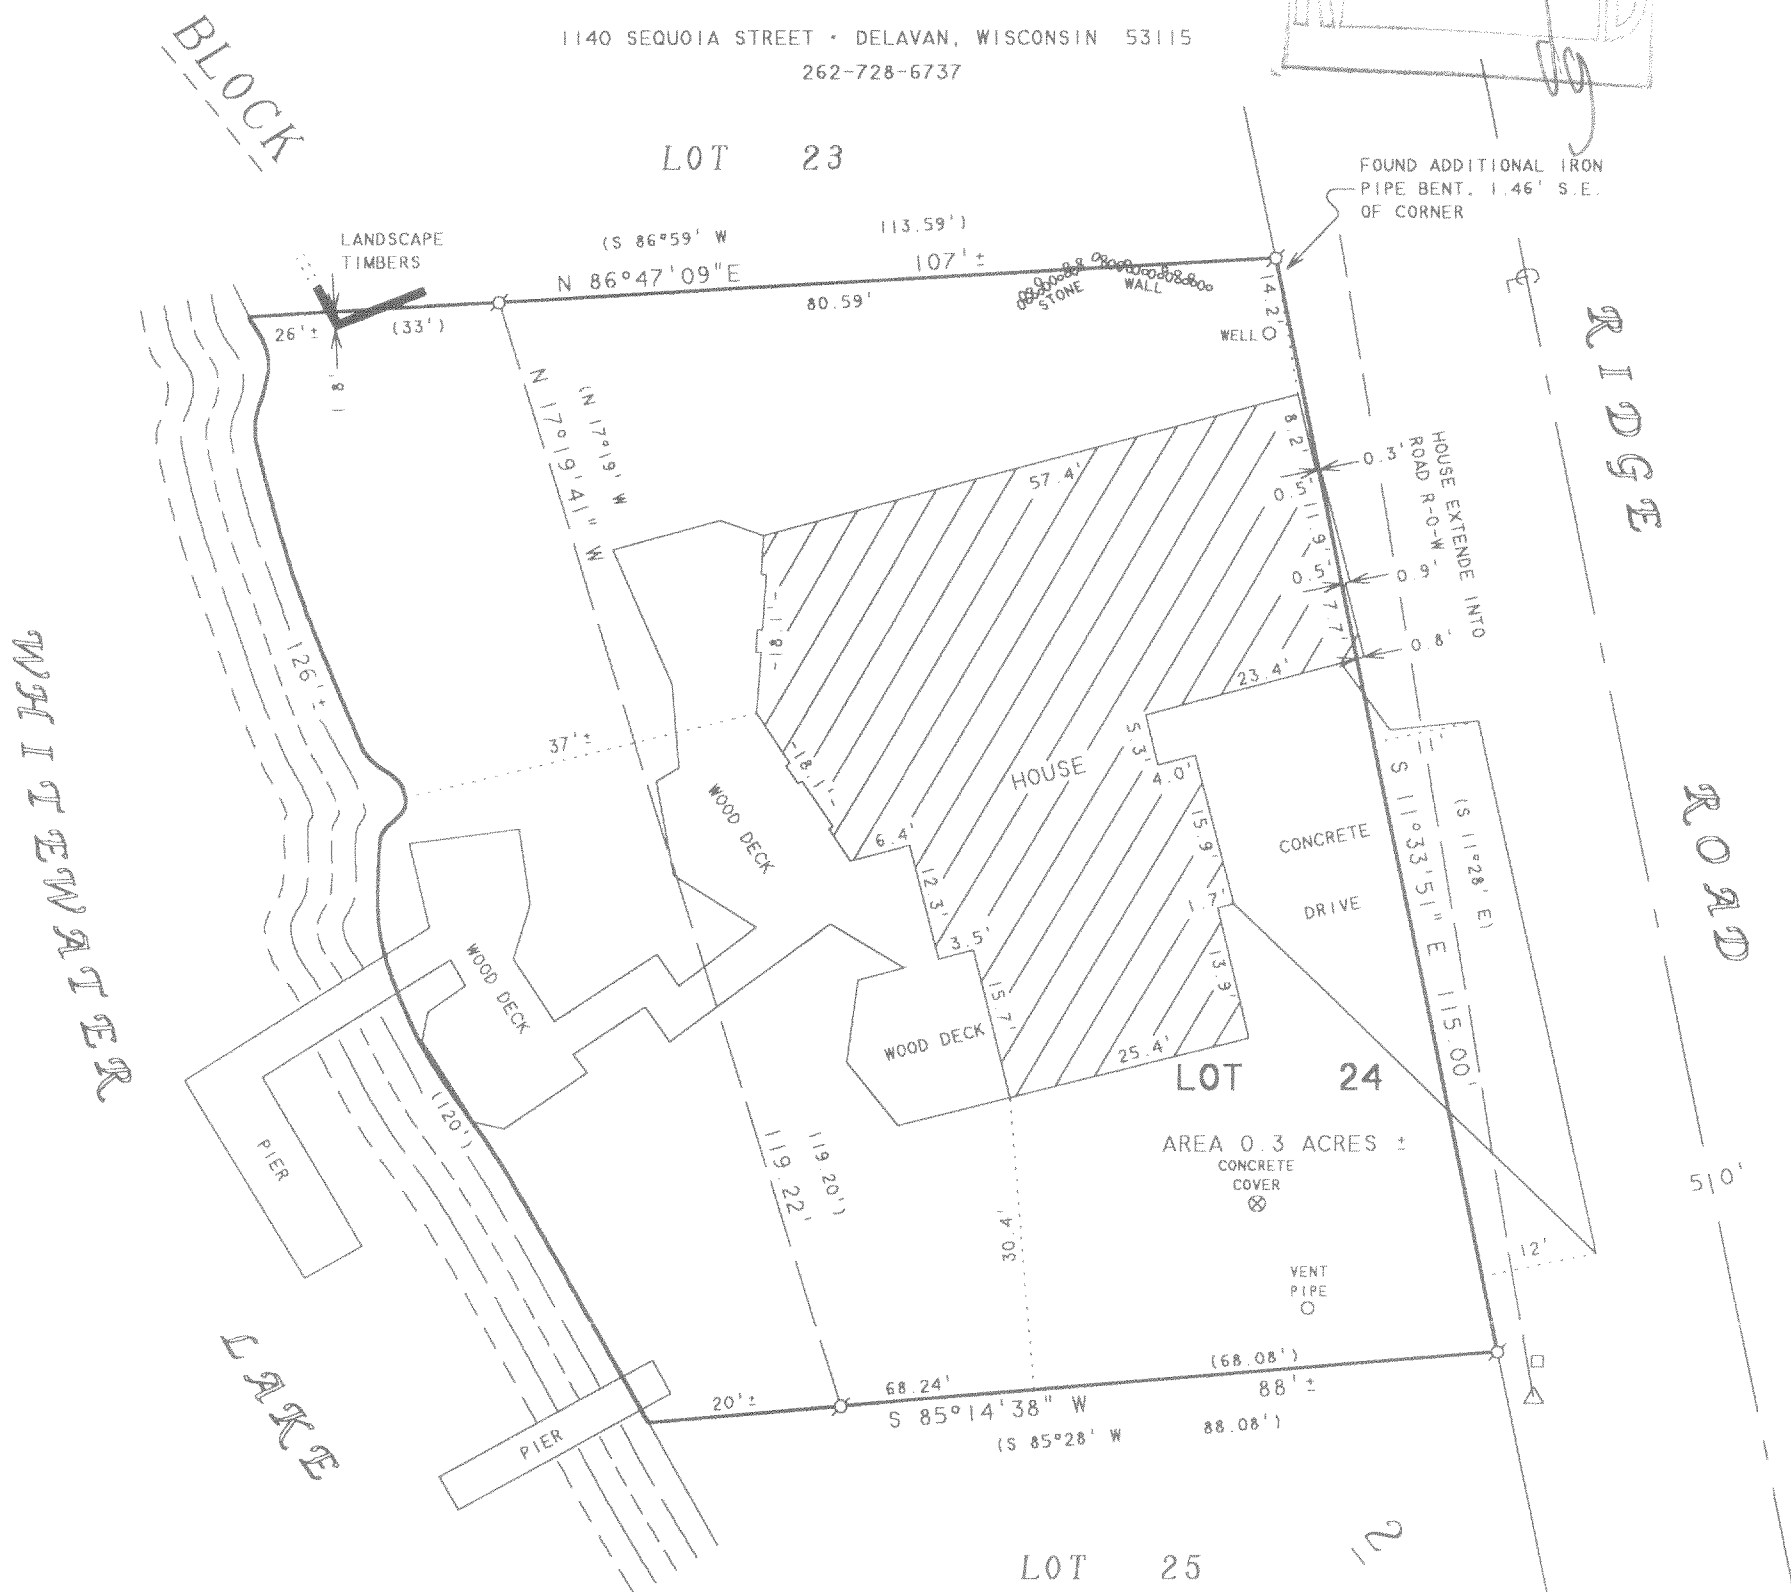 1140 SEQUOIA STREET · DELAVAN, WISCONSIN 53115
262-728-6737
BLOCK
LOT 23
FOUND ADDITIONAL IRON
PIPE BENT. 1.46' S.E.
OF CORNER
LANDSCAPE
TIMBERS
(S 86°59' W 113.59')
N 86°47'09"E 107'±
80.59'
26'±
(33')
1.8'
STONE WALL
14.2'
WELL
N 17°19'41" W
(N 17°19' W
8.2'
57.4'
0.3'
0.5'
11.9'
0.5'
0.9'
7.7'
0.8'
HOUSE EXTENDE INTO
ROAD R-O-W
RIDGE
ROAD
WHITEWATER
LAKE
126'±
18.1'
37'±
18.1'
23.4'
5.3'
4.0'
HOUSE
WOOD DECK
6.4'
12.3'
3.5'
15.9'
1.7'
13.9'
15.7'
25.4'
CONCRETE
DRIVE
1'
S 11°33'51" E 115.00'
(S 11°28' E)
WOOD DECK
WOOD DECK
LOT 24
AREA 0.3 ACRES ±
CONCRETE
COVER
(120')
PIER
119.22'
119.20')
30.4'
VENT
PIPE
12'
50'
(68.08')
68.24'
88'±
20'±
S 85°14'38" W
(S 85°28' W 88.08')
PIER
2
LOT 25